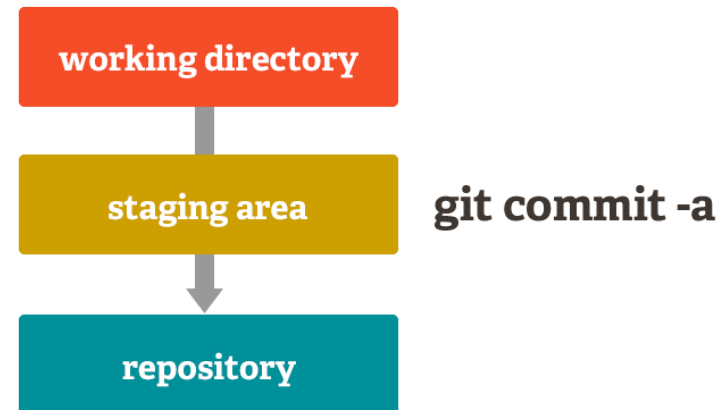 working directory
staging area
git commit -a
repository